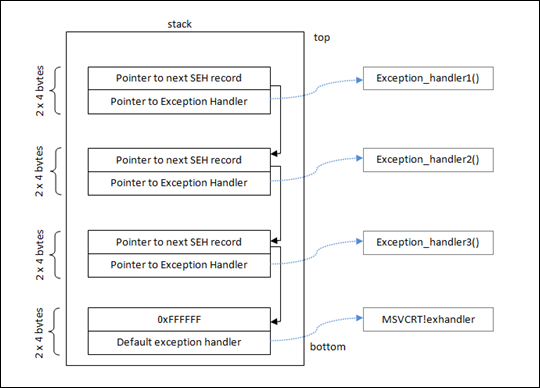 stack
top
2 x 4 bytes
Pointer to next SEH record
Pointer to Exception Handler
Exception_handler1()
2 x 4 bytes
Pointer to next SEH record
Pointer to Exception Handler
Exception_handler2()
2 x 4 bytes
Pointer to next SEH record
Pointer to Exception Handler
Exception_handler3()
2 x 4 bytes
0xFFFFFF
Default exception handler
MSVCRT!exhandler
bottom